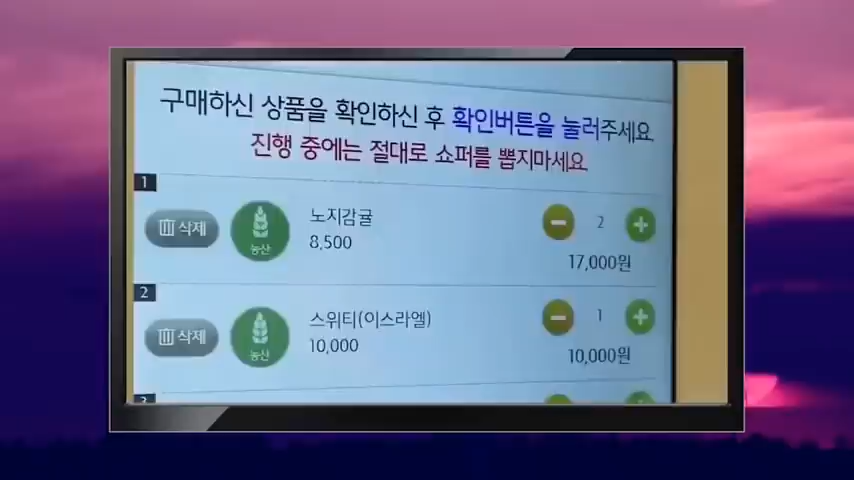 구매하신 상품을 확인하신 후 확인버튼을 눌러주세요
진행 중에는 절대로 쇼퍼를 뽑지마세요
1
삭제
농산
노지감귤
8,500
2
17,000원
2
삭제
농산
스위티(이스라엘)
10,000
1
10,000원
3